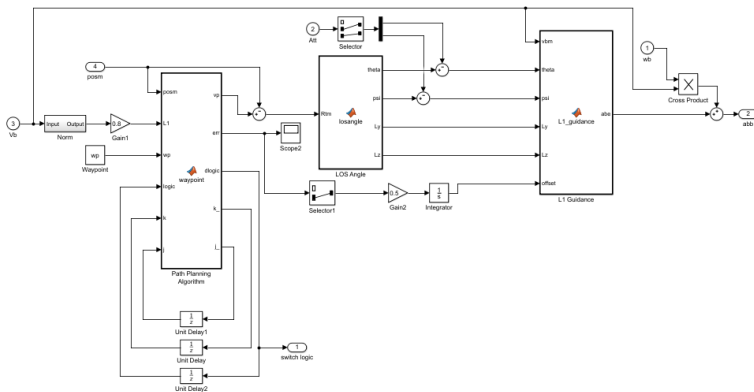 2
Att
Selector
4
posm
3
Vb
Input Output
Norm
0.8
Gain1
wp
Waypoint
posm
L1
wp
logic
k
j
vp
err
dlogic
k_
j_
waypoint
Path Planning
Algorithm
Scope2
Rtm
theta
psi
Ly
Lz
losangle
LOS Angle
Selector1
0.5
Gain2
1
s
Integrator
vbm
theta
psi
Ly
Lz
offset
L1_guidance
abe
L1 Guidance
1
wb
Cross Product
2
abb
1
z
Unit Delay1
1
z
Unit Delay
1
z
Unit Delay2
1
switch logic